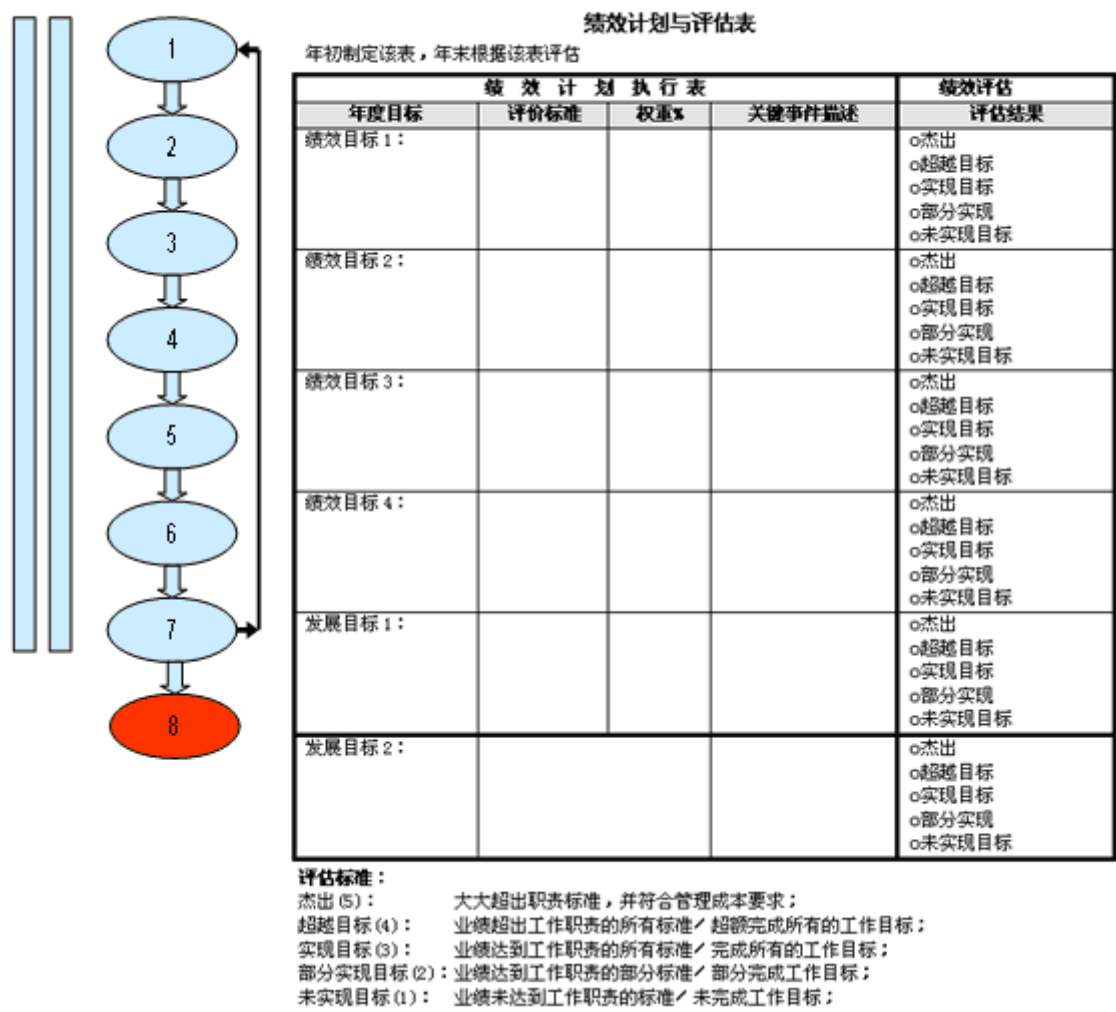 1
2
3
4
5
6
7
8
绩效计划与评估表
年初制定该表，年末根据该表评估
绩 效 计 划 执 行 表 绩效评估
年度目标 评价标准 权重% 关键事件描述 评估结果
绩效目标1： o杰出
o超越目标
o实现目标
o部分实现
o未实现目标
绩效目标2： o杰出
o超越目标
o实现目标
o部分实现
o未实现目标
绩效目标3： o杰出
o超越目标
o实现目标
o部分实现
o未实现目标
绩效目标4： o杰出
o超越目标
o实现目标
o部分实现
o未实现目标
发展目标1： o杰出
o超越目标
o实现目标
o部分实现
o未实现目标
发展目标2： o杰出
o超越目标
o实现目标
o部分实现
o未实现目标
评估标准：
杰出(5)： 大大超出职责标准，并符合管理成本要求；
超越目标(4)： 业绩超出工作职责的所有标准/ 超额完成所有的工作目标；
实现目标(3)： 业绩达到工作职责的所有标准/ 完成所有的工作目标；
部分实现目标(2)：业绩达到工作职责的部分标准/ 部分完成工作目标；
未实现目标(1)： 业绩未达到工作职责的标准/ 未完成工作目标；